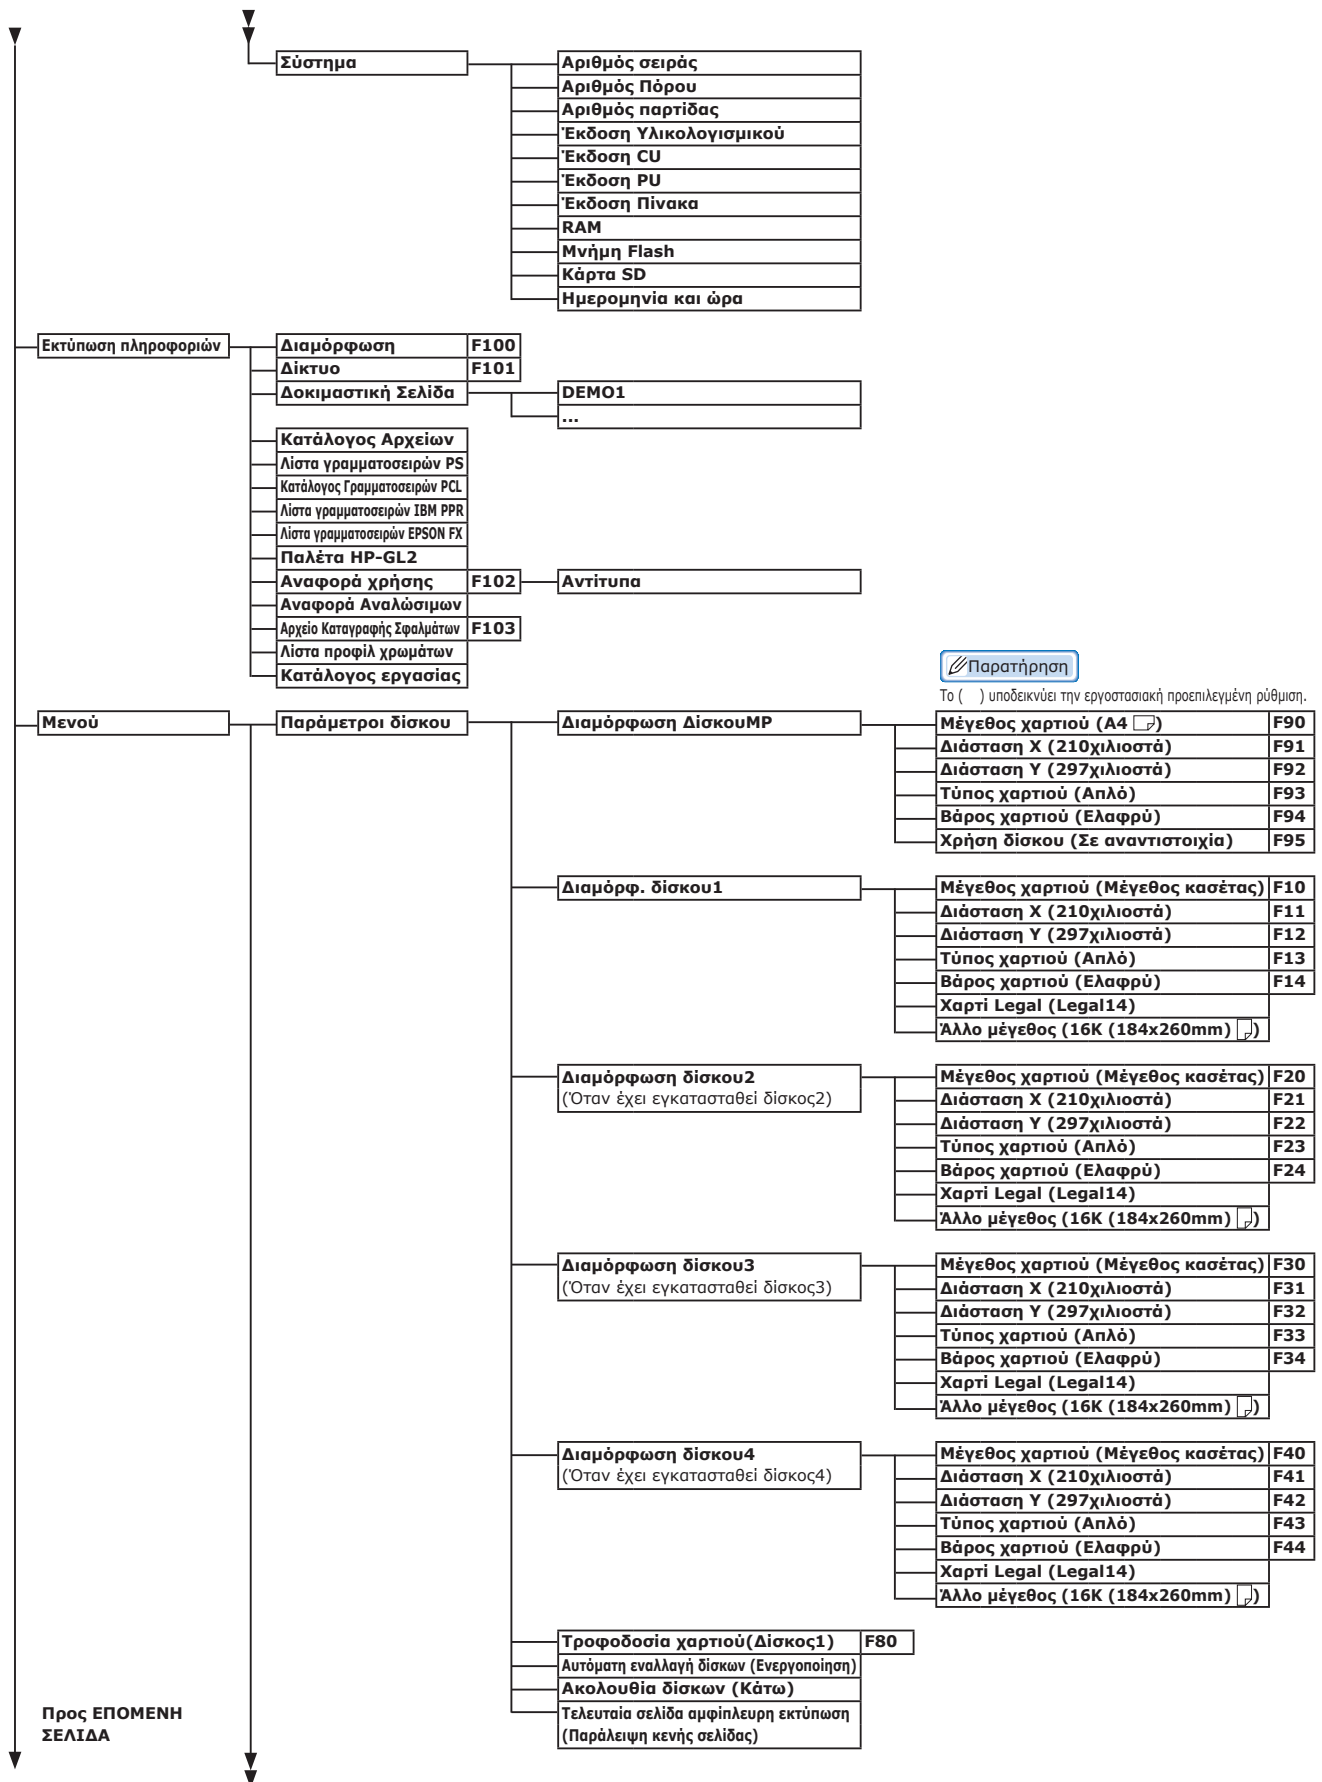 Σύστημα
Αριθμός σειράς
Αριθμός Πόρου
Αριθμός παρτίδας
Έκδοση Υλικολογισμικού
Έκδοση CU
Έκδοση PU
Έκδοση Πίνακα
RAM
Μνήμη Flash
Κάρτα SD
Ημερομηνία και ώρα
Εκτύπωση πληροφοριών
Διαμόρφωση F100
Δίκτυο F101
Δοκιμαστική Σελίδα
DEMO1
...
Κατάλογος Αρχείων
Λίστα γραμματοσειρών PS
Κατάλογος Γραμματοσειρών PCL
Λίστα γραμματοσειρών IBM PPR
Λίστα γραμματοσειρών EPSON FX
Παλέτα HP-GL2
Αναφορά χρήσης F102 Αντίτυπα
Αναφορά Αναλώσιμων
Αρχείο Καταγραφής Σφαλμάτων F103
Λίστα προφίλ χρωμάτων
Κατάλογος εργασίας
Παρατήρηση
Το ( ) υποδεικνύει την εργοστασιακή προεπιλεγμένη ρύθμιση.
Μενού
Παράμετροι δίσκου
Διαμόρφωση ΔίσκουMP
Μέγεθος χαρτιού (A4 ) F90
Διάσταση X (210χιλιοστά) F91
Διάσταση Y (297χιλιοστά) F92
Τύπος χαρτιού (Απλό) F93
Βάρος χαρτιού (Ελαφρύ) F94
Χρήση δίσκου (Σε αναντιστοιχία) F95
Διαμόρφ. δίσκου1
Μέγεθος χαρτιού (Μέγεθος κασέτας) F10
Διάσταση X (210χιλιοστά) F11
Διάσταση Y (297χιλιοστά) F12
Τύπος χαρτιού (Απλό) F13
Βάρος χαρτιού (Ελαφρύ) F14
Χαρτί Legal (Legal14)
Άλλο μέγεθος (16K (184x260mm) )
Διαμόρφωση δίσκου2
(Όταν έχει εγκατασταθεί δίσκος2)
Μέγεθος χαρτιού (Μέγεθος κασέτας) F20
Διάσταση X (210χιλιοστά) F21
Διάσταση Y (297χιλιοστά) F22
Τύπος χαρτιού (Απλό) F23
Βάρος χαρτιού (Ελαφρύ) F24
Χαρτί Legal (Legal14)
Άλλο μέγεθος (16K (184x260mm) )
Διαμόρφωση δίσκου3
(Όταν έχει εγκατασταθεί δίσκος3)
Μέγεθος χαρτιού (Μέγεθος κασέτας) F30
Διάσταση X (210χιλιοστά) F31
Διάσταση Y (297χιλιοστά) F32
Τύπος χαρτιού (Απλό) F33
Βάρος χαρτιού (Ελαφρύ) F34
Χαρτί Legal (Legal14)
Άλλο μέγεθος (16K (184x260mm) )
Διαμόρφωση δίσκου4
(Όταν έχει εγκατασταθεί δίσκος4)
Μέγεθος χαρτιού (Μέγεθος κασέτας) F40
Διάσταση X (210χιλιοστά) F41
Διάσταση Y (297χιλιοστά) F42
Τύπος χαρτιού (Απλό) F43
Βάρος χαρτιού (Ελαφρύ) F44
Χαρτί Legal (Legal14)
Άλλο μέγεθος (16K (184x260mm) )
Τροφοδοσία χαρτιού(Δίσκος1) F80
Αυτόματη εναλλαγή δίσκων (Ενεργοποίηση)
Ακολουθία δίσκων (Κάτω)
Τελευταία σελίδα αμφίπλευρη εκτύπωση
(Παράλειψη κενής σελίδας)
Προς ΕΠΟΜΕΝΗ
ΣΕΛΙΔΑ